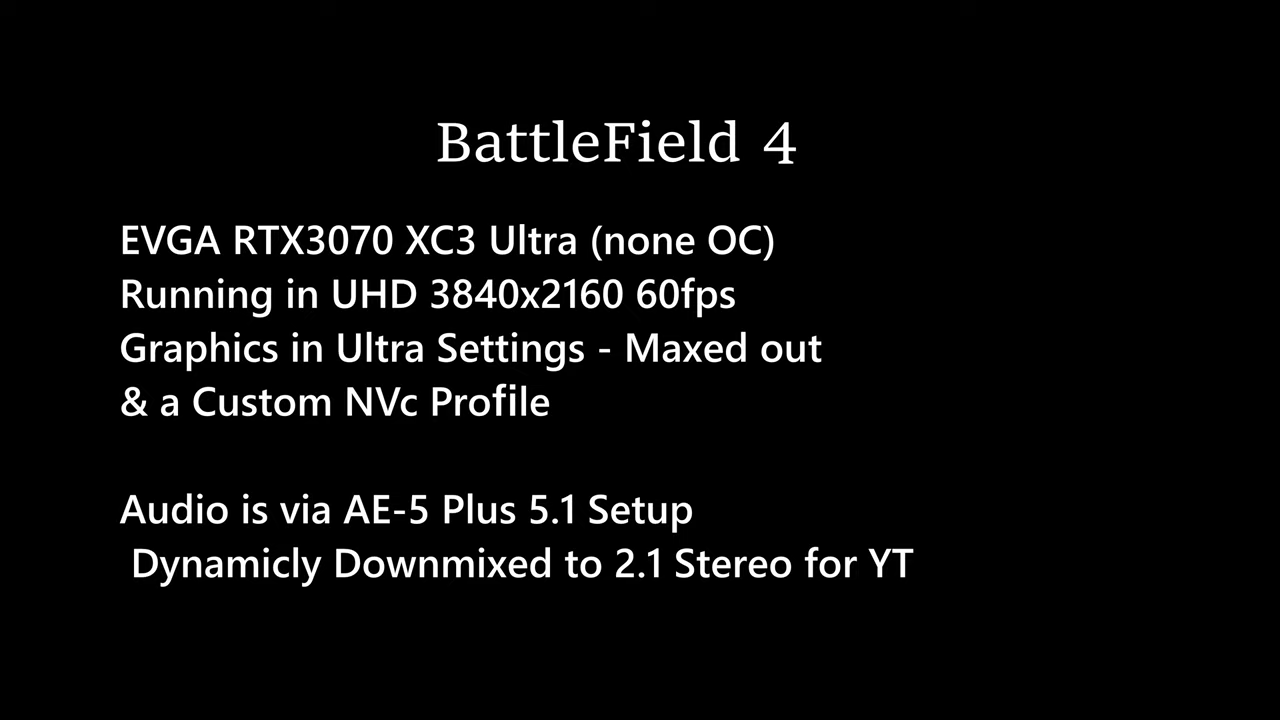 BattleField 4
EVGA RTX3070 XC3 Ultra (none OC)
Running in UHD 3840x2160 60fps
Graphics in Ultra Settings - Maxed out
& a Custom NVc Profile
Audio is via AE-5 Plus 5.1 Setup
Dynamicly Downmixed to 2.1 Stereo for YT